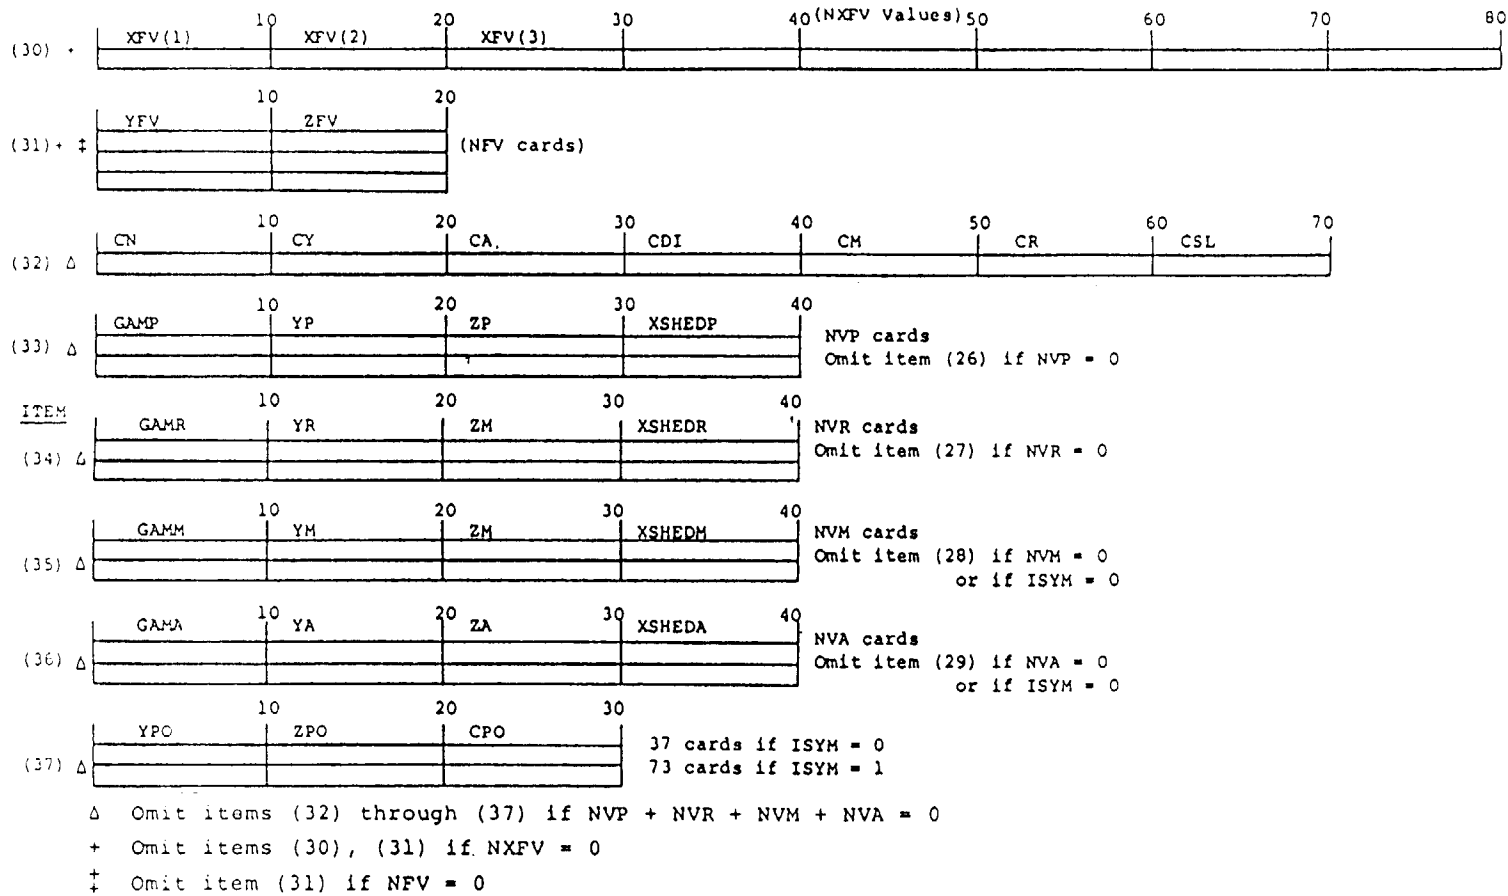 10 20 30 40 (NXFV Values) 50 60 70 80
(30) + XFV(1) XFV(2) XFV(3)
10 20
YFV ZFV
(31)+ ‡ (NFV cards)
10 20 30 40 50 60 70
CN CY CA. CDI CM CR CSL
(32) Δ
10 20 30 40
GAMP YP ZP XSHEDP
NVP cards
(33) Δ Omit item (26) if NVP = 0
ITEM 10 20 30 40
GAMR YR ZM XSHEDR NVR cards
(34) Δ Omit item (27) if NVR = 0
10 20 30 40
GAMM YM ZM XSHEDM NVM cards
(35) Δ Omit item (28) if NVM = 0
or if ISYM = 0
10 20 30 40
GAMA YA ZA XSHEDA NVA cards
(36) Δ Omit item (29) if NVA = 0
or if ISYM = 0
10 20 30
YPO ZPO CPO 37 cards if ISYM = 0
(37) Δ 73 cards if ISYM = 1
Δ Omit items (32) through (37) if NVP + NVR + NVM + NVA = 0
+ Omit items (30), (31) if. NXFV = 0
‡ Omit item (31) if NFV = 0